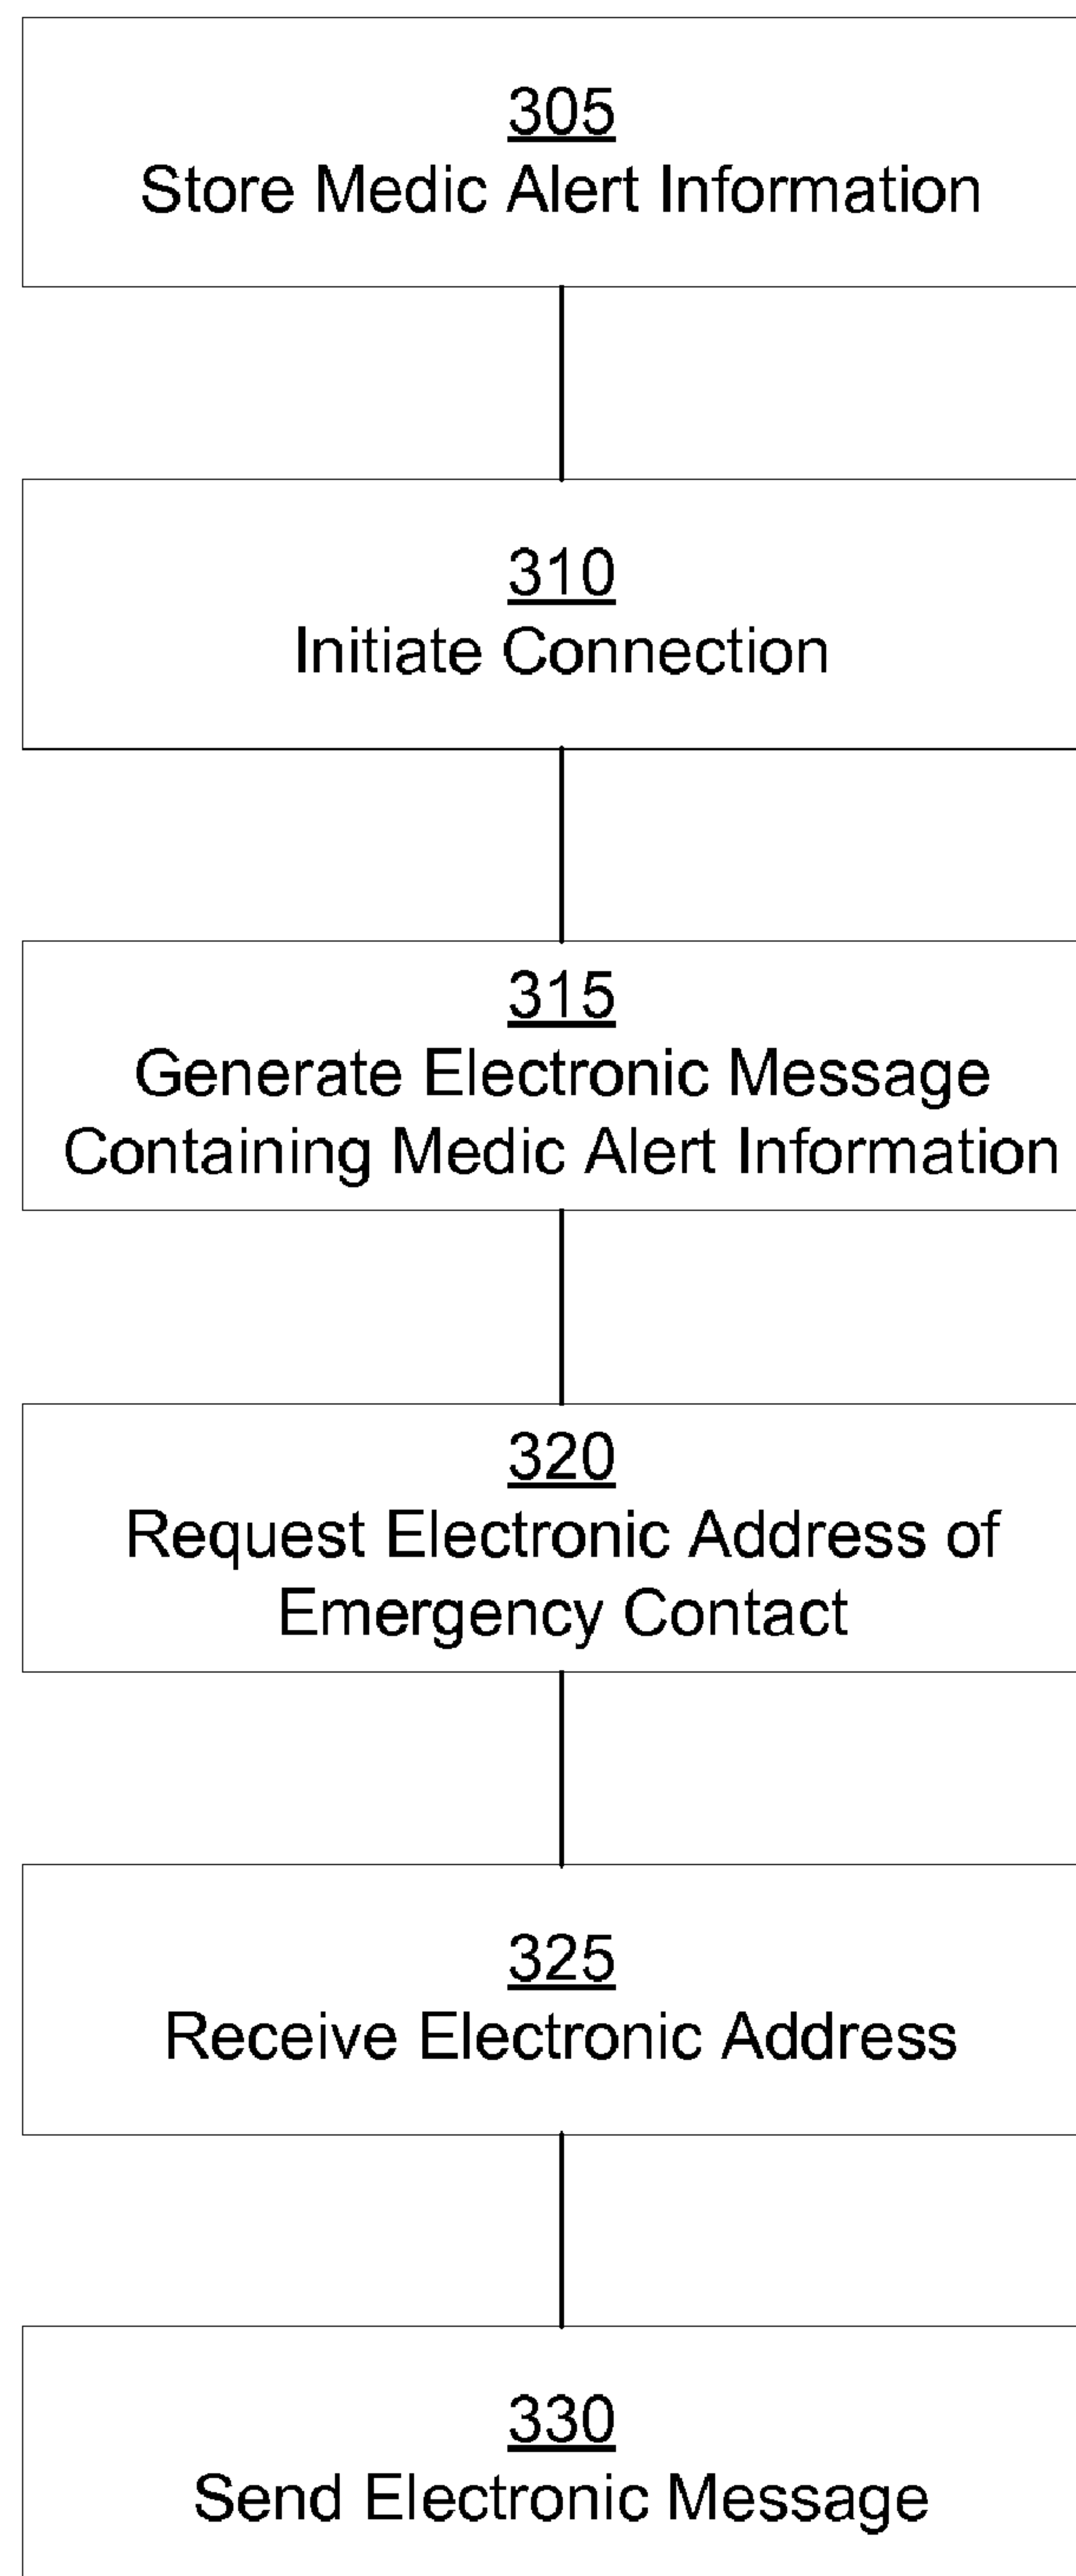 305
Store Medic Alert Information
310
Initiate Connection
315
Generate Electronic Message
Containing Medic Alert Information
320
Request Electronic Address of
Emergency Contact
325
Receive Electronic Address
330
Send Electronic Message